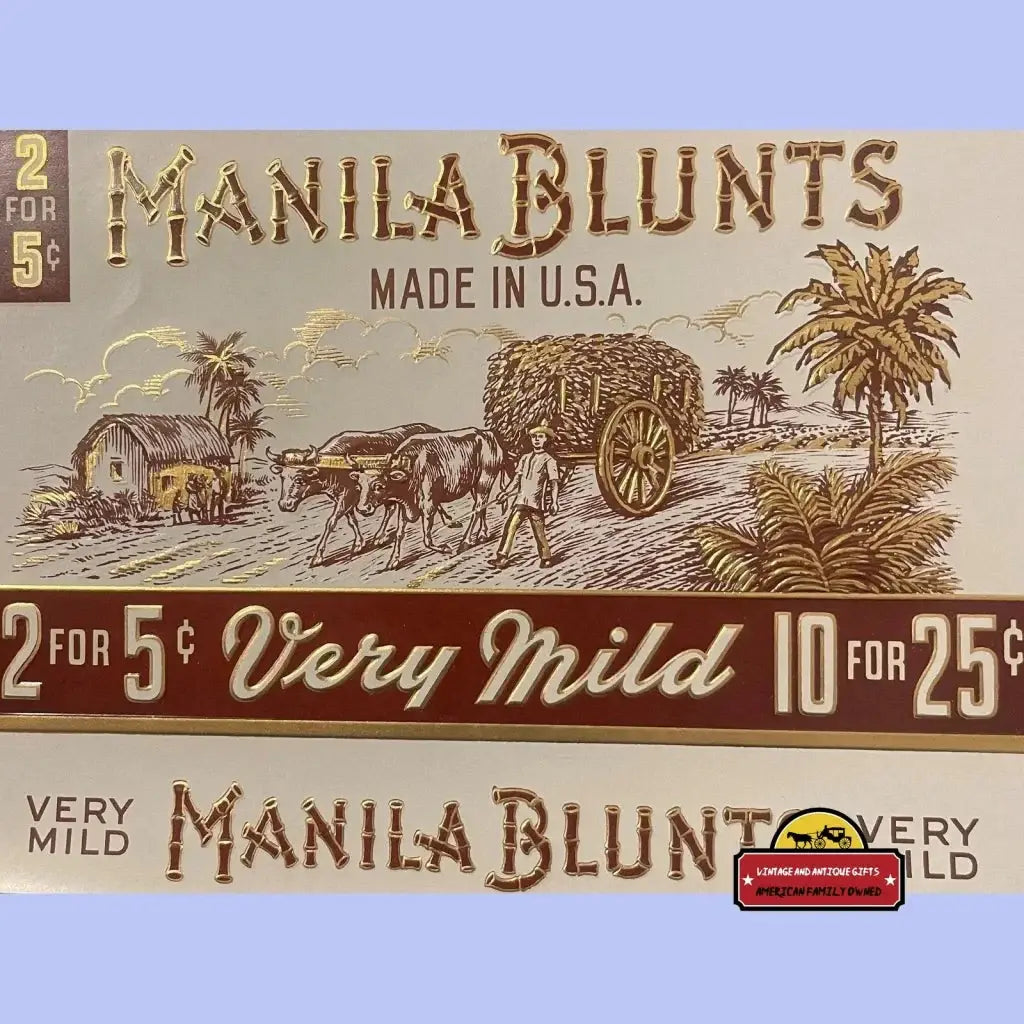 2
FOR
5¢
MANILA BLUNTS
MADE IN U.S.A.
2 FOR 5¢ Very Mild 10 FOR 25¢
VERY
MILD
MANILA BLUNT
VERY
ILD
VINTAGE AND ANTIQUE GIFTS
AMERICAN FAMILY OWNED